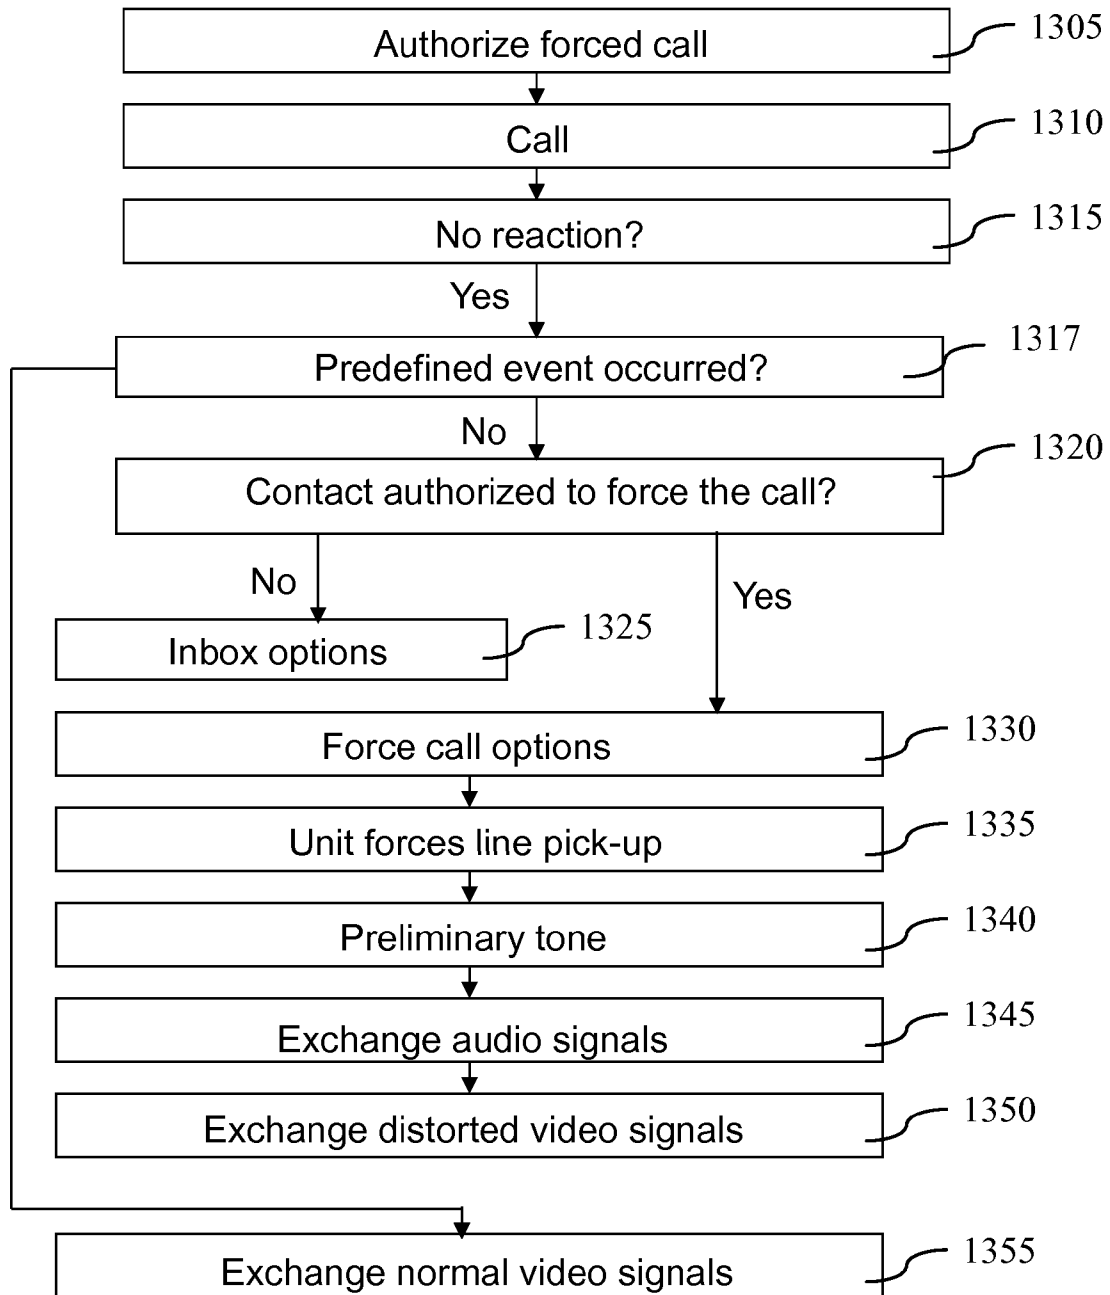 Authorize forced call
1305
Call
1310
No reaction?
1315
Yes
Predefined event occurred?
1317
No
Contact authorized to force the call?
1320
No
Yes
Inbox options
1325
Force call options
1330
Unit forces line pick-up
1335
Preliminary tone
1340
Exchange audio signals
1345
Exchange distorted video signals
1350
Exchange normal video signals
1355